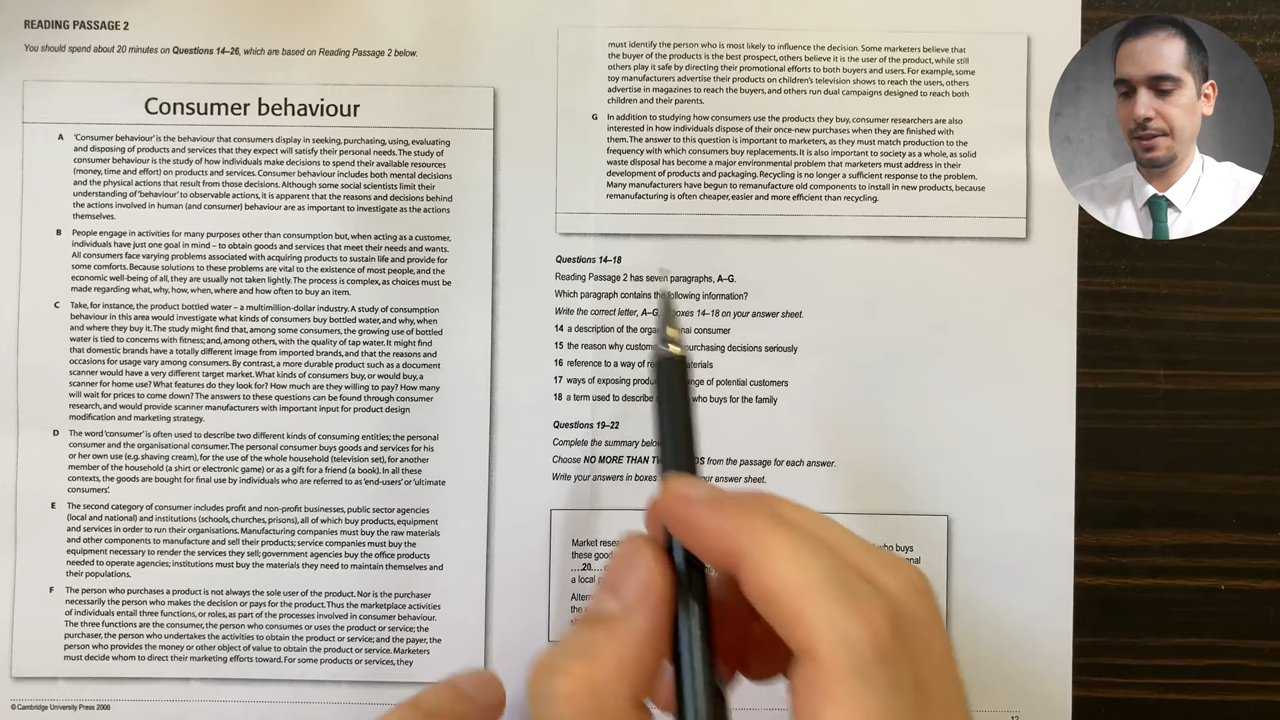 READING PASSAGE 2
You should spend about 20 minutes on Questions 14–26, which are based on Reading Passage 2 below.
Consumer behaviour
A 'Consumer behaviour' is the behaviour that consumers display in seeking, purchasing, using, evaluating
and disposing of products and services that they expect will satisfy their personal needs. The study of
consumer behaviour is the study of how individuals make decisions to spend their available resources
(money, time and effort) on products and services. Consumer behaviour includes both mental decisions
and the physical actions that result from those decisions. Although some social scientists limit their
understanding of 'behaviour' to observable actions, it is apparent that the reasons and decisions behind
the actions involved in human (and consumer) behaviour are as important to investigate as the actions
themselves.
B People engage in activities for many purposes other than consumption but, when acting as a customer,
individuals have just one goal in mind – to obtain goods and services that meet their needs and wants.
All consumers face varying problems associated with acquiring products to sustain life and provide for
some comforts. Because solutions to these problems are vital to the existence of most people, and the
economic well-being of all, they are usually not taken lightly. The process is complex, as choices must be
made regarding what, why, how, when, where and how often to buy an item.
C Take, for instance, the product bottled water – a multimillion-dollar industry. A study of consumption
behaviour in this area would investigate what kinds of consumers buy bottled water, and why, when
and where they buy it. The study might find that, among some consumers, the growing use of bottled
water is tied to concerns with fitness; and, among others, with the quality of tap water. It might find
that domestic brands have a totally different image from imported brands, and that the reasons and
occasions for usage vary among consumers. By contrast, a more durable product such as a document
scanner would have a very different target market. What kinds of consumers buy, or would buy, a
scanner for home use? What features do they look for? How much are they willing to pay? How many
will wait for prices to come down? The answers to these questions can be found through consumer
research, and would provide scanner manufacturers with important input for product design
modification and marketing strategy.
D The word 'consumer' is often used to describe two different kinds of consuming entities; the personal
consumer and the organisational consumer. The personal consumer buys goods and services for his
or her own use (e.g. shaving cream), for the use of the whole household (television set), for another
member of the household (a shirt or electronic game) or as a gift for a friend (a book). In all these
contexts, the goods are bought for final use by individuals who are referred to as 'end-users' or 'ultimate
consumers'.
E The second category of consumer includes profit and non-profit businesses, public sector agencies
(local and national) and institutions (schools, churches, prisons), all of which buy products, equipment
and services in order to run their organisations. Manufacturing companies must buy the raw materials
and other components to manufacture and sell their products; service companies must buy the
equipment necessary to render the services they sell; government agencies buy the office products
needed to operate agencies; institutions must buy the materials they need to maintain themselves and
their populations.
F The person who purchases a product is not always the sole user of the product. Nor is the purchaser
necessarily the person who makes the decision or pays for the product. Thus the marketplace activities
of individuals entail three functions, or roles, as part of the processes involved in consumer behaviour.
The three functions are the consumer, the person who consumes or uses the product or service; the
purchaser, the person who undertakes the activities to obtain the product or service; and the payer, the
person who provides the money or other object of value to obtain the product or service. Marketers
must decide whom to direct their marketing efforts toward. For some products or services, they
© Cambridge University Press 2006
must identify the person who is most likely to influence the decision. Some marketers believe that
the buyer of the products is the best prospect, others believe it is the user of the product, while still
others play it safe by directing their promotional efforts to both buyers and users. For example, some
toy manufacturers advertise their products on children's television shows to reach the users, others
advertise in magazines to reach the buyers, and others run dual campaigns designed to reach both
children and their parents.
G In addition to studying how consumers use the products they buy, consumer researchers are also
interested in how individuals dispose of their once-new purchases when they are finished with
them. The answer to this question is important to marketers, as they must match production to the
frequency with which consumers buy replacements. It is also important to society as a whole, as solid
waste disposal has become a major environmental problem that marketers must address in their
development of products and packaging. Recycling is no longer a sufficient response to the problem.
Many manufacturers have begun to remanufacture old components to install in new products, because
remanufacturing is often cheaper, easier and more efficient than recycling.
Questions 14–18
Reading Passage 2 has seven paragraphs, A–G.
Which paragraph contains the following information?
Write the correct letter, A–G, boxes 14–18 on your answer sheet.
14 a description of the consumer
15 the reason why purchasing decisions seriously
16 reference to a way of
17 ways of exposing of potential customers
18 a term used to describe who buys for the family
Questions 19–22
Complete the summary
Choose NO MORE THAN from the passage for each answer.
Write your answers in boxes answer sheet.
Market who buys
these
....20....
a local
the